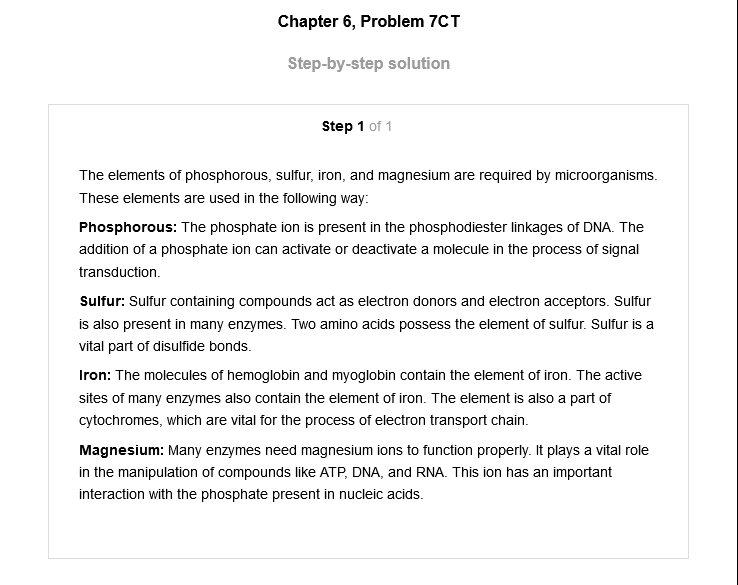 Chapter 6, Problem 7CT
Step-by-step solution
Step 1 of 1
The elements of phosphorous, sulfur, iron, and magnesium are required by microorganisms.
These elements are used in the following way:
Phosphorous: The phosphate ion is present in the phosphodiester linkages of DNA. The
addition of a phosphate ion can activate or deactivate a molecule in the process of signal
transduction.
Sulfur: Sulfur containing compounds act as electron donors and electron acceptors. Sulfur
is also present in many enzymes. Two amino acids possess the element of sulfur. Sulfur is a
vital part of disulfide bonds.
Iron: The molecules of hemoglobin and myoglobin contain the element of iron. The active
sites of many enzymes also contain the element of iron. The element is also a part of
cytochromes, which are vital for the process of electron transport chain.
Magnesium: Many enzymes need magnesium ions to function properly. It plays a vital role
in the manipulation of compounds like ATP, DNA, and RNA. This ion has an important
interaction with the phosphate present in nucleic acids.